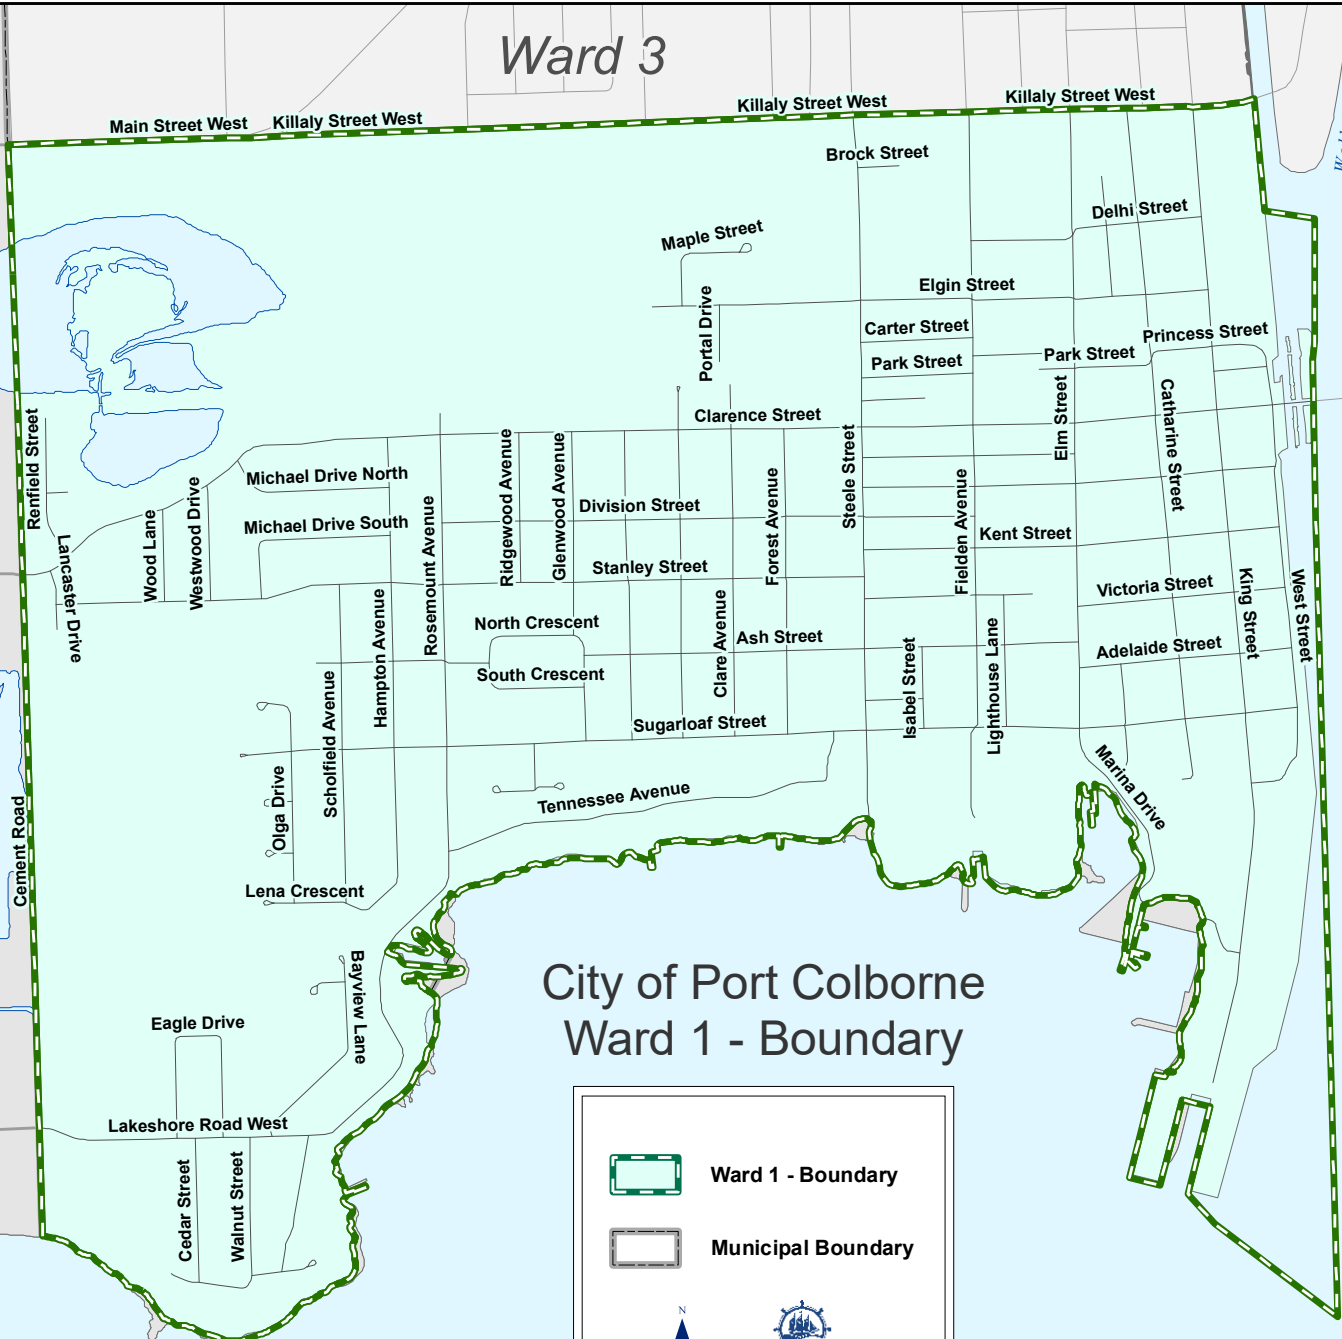 Ward 3
Main Street West
Killaly Street West
Killaly Street West
Killaly Street West
Brock Street
Delhi Street
Maple Street
Elgin Street
Portal Drive
Carter Street
Princess Street
Park Street
Park Street
Elm Street
Catharine Street
Clarence Street
Renfield Street
Michael Drive North
Ridgewood Avenue
Glenwood Avenue
Steele Street
Forest Avenue
Fielden Avenue
Division Street
Michael Drive South
Westwood Drive
Wood Lane
Rosemount Avenue
Kent Street
Lancaster Drive
Stanley Street
Victoria Street
King Street
West Street
Hampton Avenue
North Crescent
Clare Avenue
Ash Street
Isabel Street
Lighthouse Lane
Adelaide Street
South Crescent
Scholfield Avenue
Sugarloaf Street
Marina Drive
Olga Drive
Tennessee Avenue
Cement Road
Lena Crescent
Bayview Lane
City of Port Colborne
Ward 1 - Boundary
Eagle Drive
Lakeshore Road West
Cedar Street
Walnut Street
Ward 1 - Boundary
Municipal Boundary
N